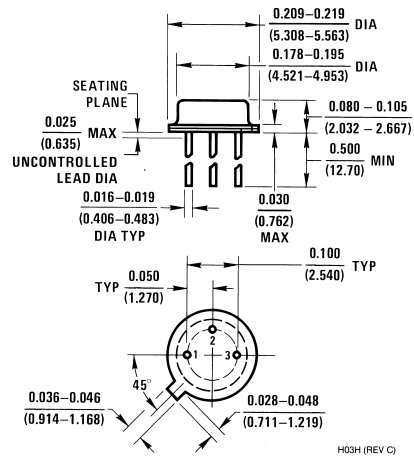 0.209–0.219 DIA
(5.308–5.563)
0.178–0.195 DIA
(4.521–4.953)
SEATING
PLANE
0.025 MAX
(0.635)
0.080 – 0.105
(2.032 – 2.667)
UNCONTROLLED
LEAD DIA
0.500 MIN
(12.70)
0.016–0.019
(0.406–0.483)
DIA TYP
0.030
(0.762)
MAX
0.100 TYP
(2.540)
TYP 0.050
(1.270)
2
1 3
45°
0.036–0.046
(0.914–1.168)
0.028–0.048
(0.711–1.219)
H03H (REV C)